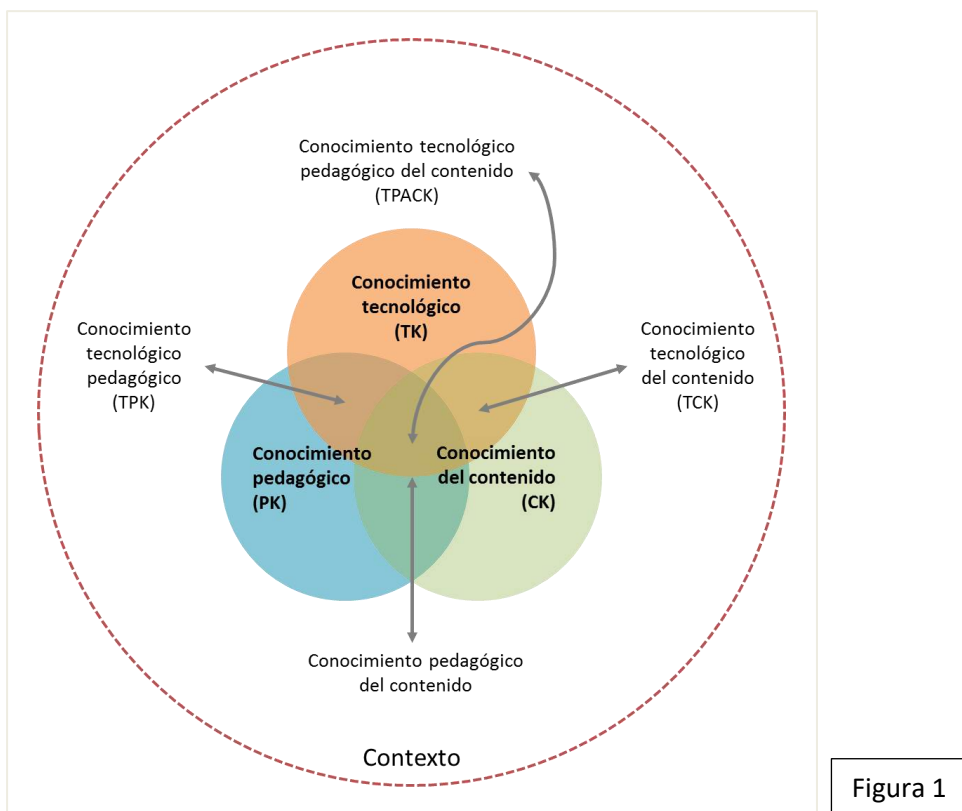 Conocimiento tecnológico
pedagógico del contenido
(TPACK)
Conocimiento
tecnológico
(TK)
Conocimiento
tecnológico
pedagógico
(TPK)
Conocimiento
tecnológico
del contenido
(TCK)
Conocimiento
pedagógico
(PK)
Conocimiento
del contenido
(CK)
Conocimiento pedagógico
del contenido
Contexto
Figura 1